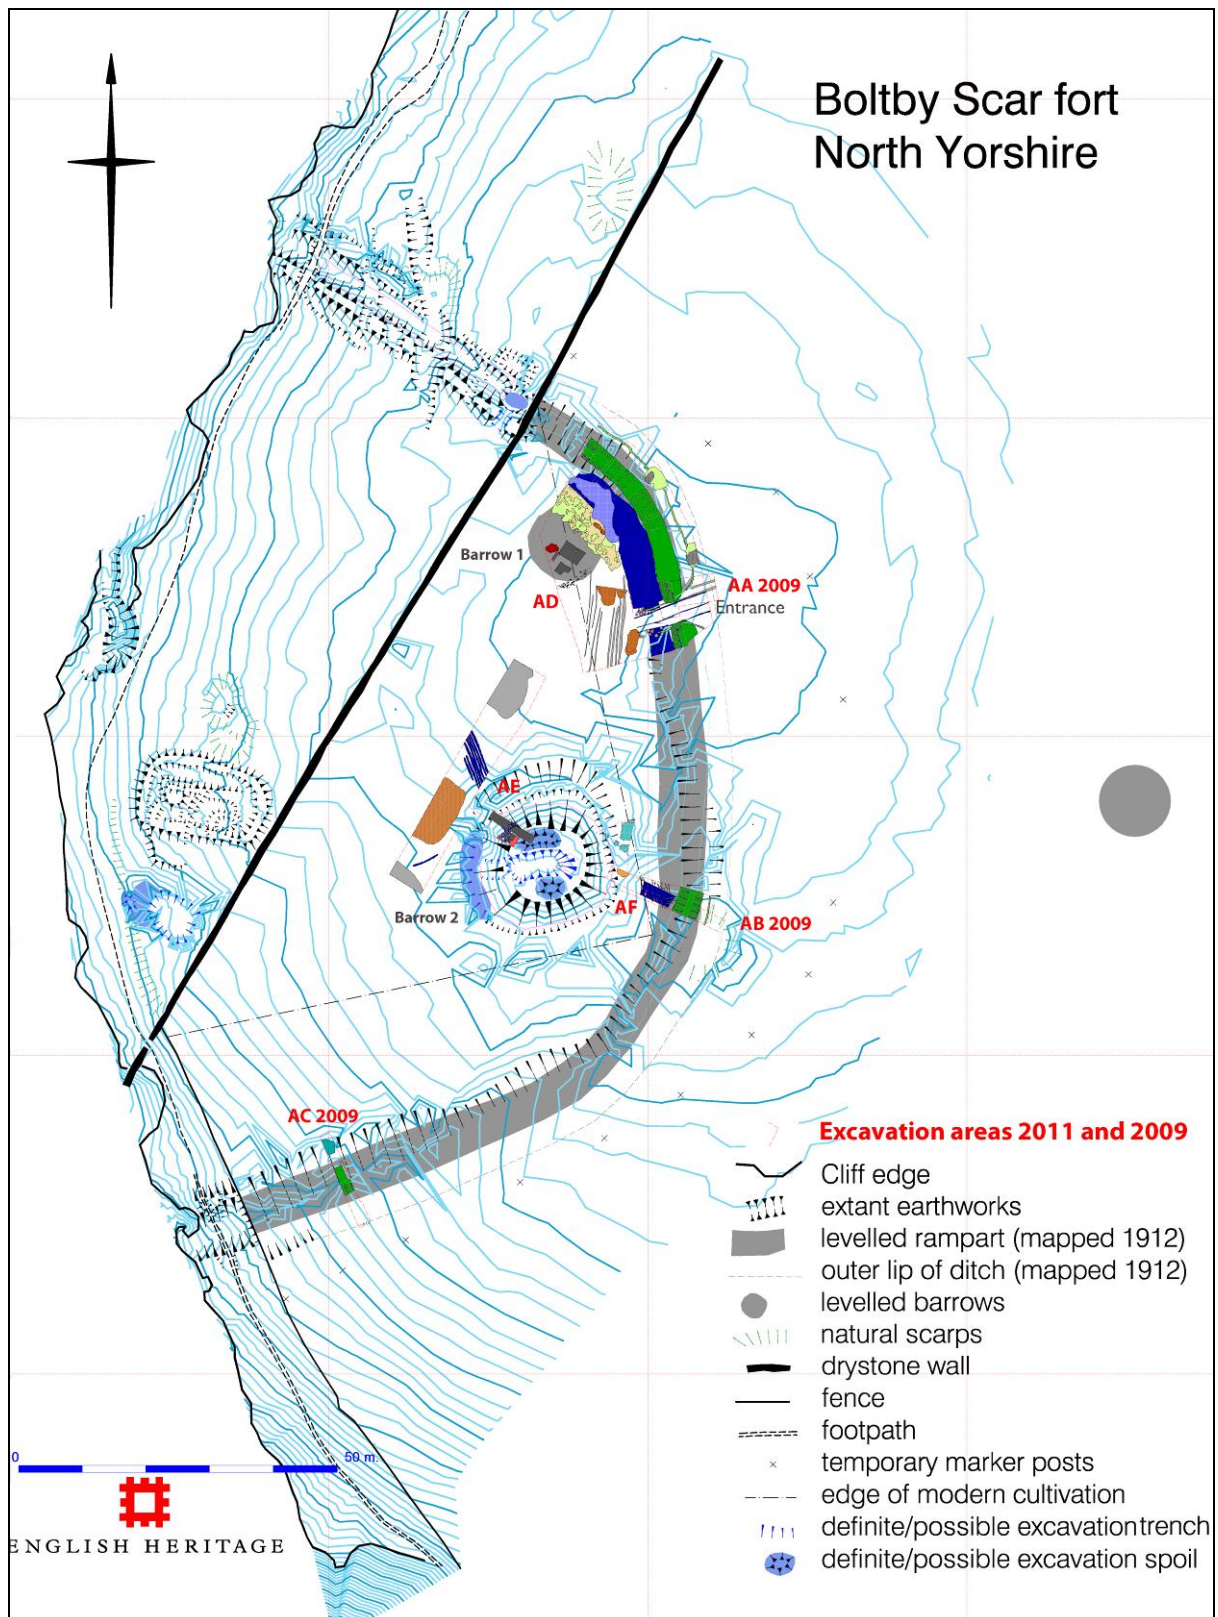 Boltby Scar fort
North Yorshire
Barrow 1
AD
AA 2009
Entrance
AE
Barrow 2
AF
AB 2009
AC 2009
Excavation areas 2011 and 2009
Cliff edge
extant earthworks
levelled rampart (mapped 1912)
outer lip of ditch (mapped 1912)
levelled barrows
natural scarps
drystone wall
fence
footpath
temporary marker posts
edge of modern cultivation
definite/possible excavation trench
definite/possible excavation spoil
0 50 m.
ENGLISH HERITAGE